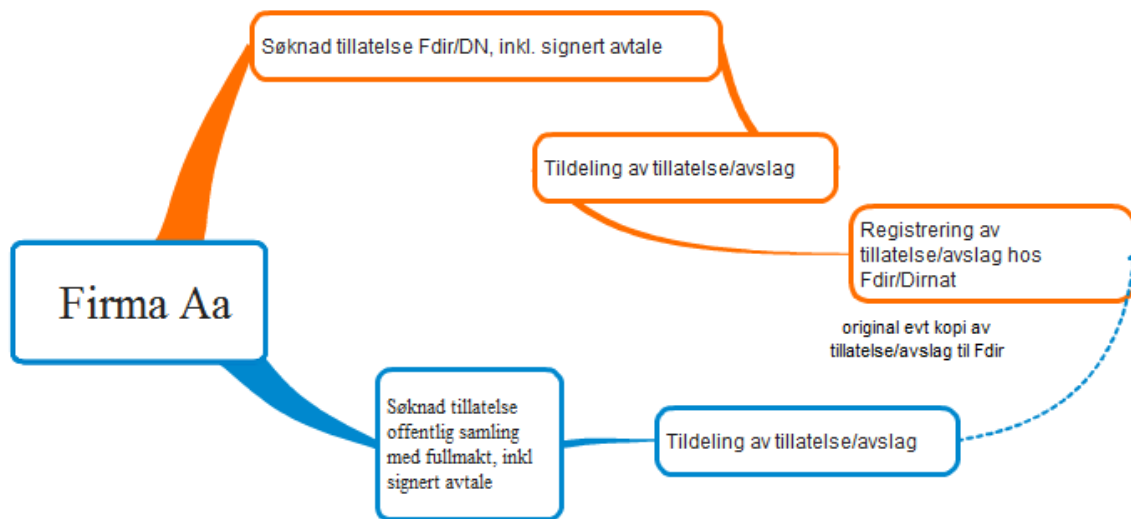 Søknad tillatelse Fdir/DN, inkl. signert avtale
Tildeling av tillatelse/avslag
Registrering av
tillatelse/avslag hos
Fdir/Dirnat
Firma Aa
original evt kopi av
tillatelse/avslag til Fdir
Søknad tillatelse
offentlig samling
med fullmakt, inkl
signert avtale
Tildeling av tillatelse/avslag